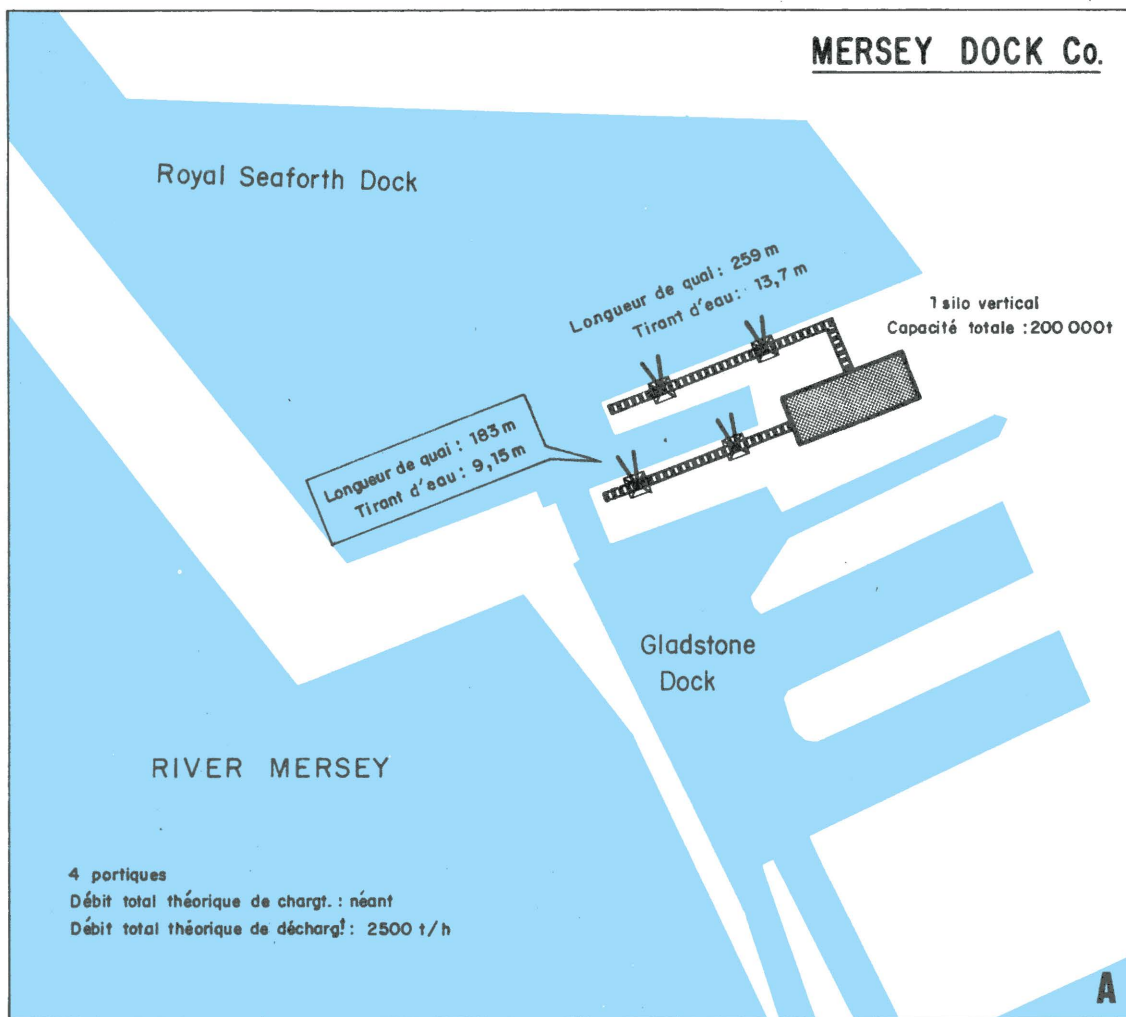 MERSEY DOCK Co.
Royal Seaforth Dock
Longueur de quai : 259 m
Tirant d'eau : 13,7 m
1 silo vertical
Capacité totale : 200 000t
Longueur de quai : 183 m
Tirant d'eau : 9,15 m
Gladstone
Dock
RIVER MERSEY
4 portiques
Débit total théorique de chargt. : néant
Débit total théorique de décharg!: 2500 t/h
A